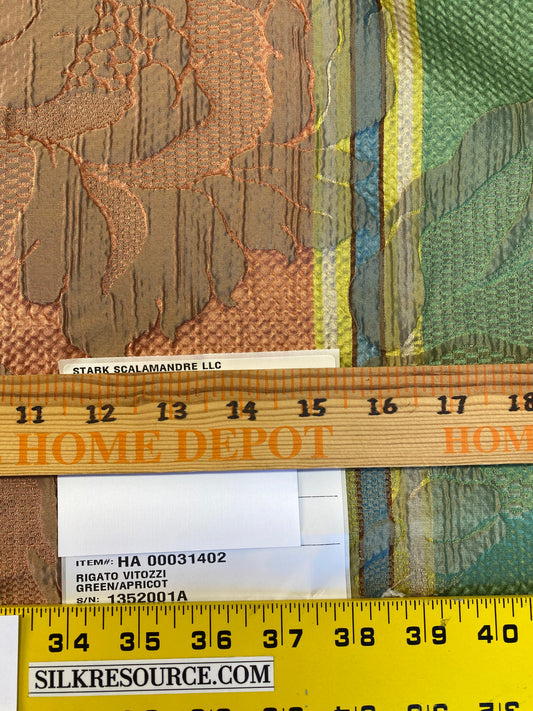 STARK SCALAMANDRE LLC
11 12 13 14 15 16 17 18
HOME DEPOT HOM
ITEM#: HA 00031402
RIGATO VITOZZI
GREEN/APRICOT
S/N: 1352001A
34 35 36 37 38 39 40
SILKRESOURCE.COM